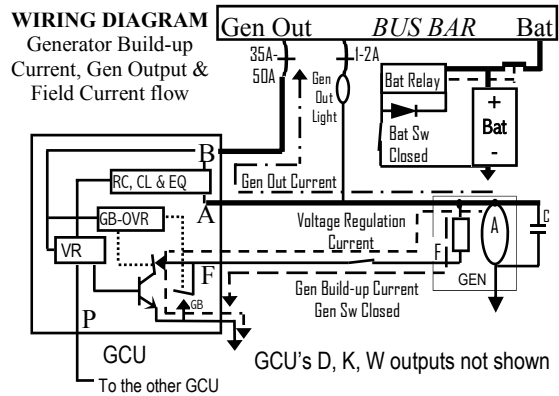 WIRING DIAGRAM
Generator Build-up
Current, Gen Output &
Field Current flow
Gen Out BUS BAR Bat
35A-
50A
1-2A
Gen
Out
Light
Bat Relay
Bat Sw
Closed
+
Bat
-
B
RC, CL & EQ
A
Gen Out Current
GB-OVR
VR
Voltage Regulation
Current
F
GB
F
A
C
GEN
Gen Build-up Current
Gen Sw Closed
P
GCU
GCU's D, K, W outputs not shown
To the other GCU